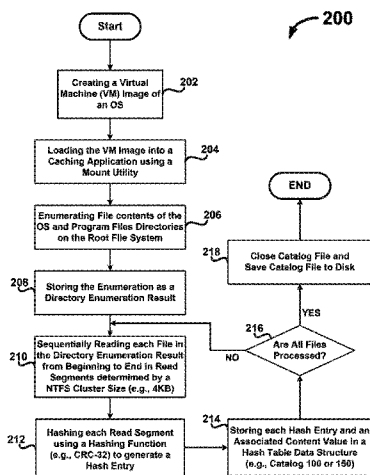 200
Start
202
Creating a Virtual
Machine (VM) Image of
an OS
204
Loading the VM Image into a
Caching Application using a
Mount Utility
206
Enumerating File contents of the
OS and Program Files Directories
on the Root File System
208
Storing the Enumeration as a
Directory Enumeration Result
210
Sequentially Reading each File in
the Directory Enumeration Result
from Beginning to End in Read
Segments determined by a
NTFS Cluster Size (e.g., 4KB)
212
Hashing each Read Segment
using a Hashing Function
(e.g., CRC-32) to generate a
Hash Entry
214
Storing each Hash Entry and an
Associated Content Value in a
Hash Table Data Structure
(e.g., Catalog 100 or 150)
216
Are All Files
Processed?
NO
YES
218
Close Catalog File and
Save Catalog File to Disk
END